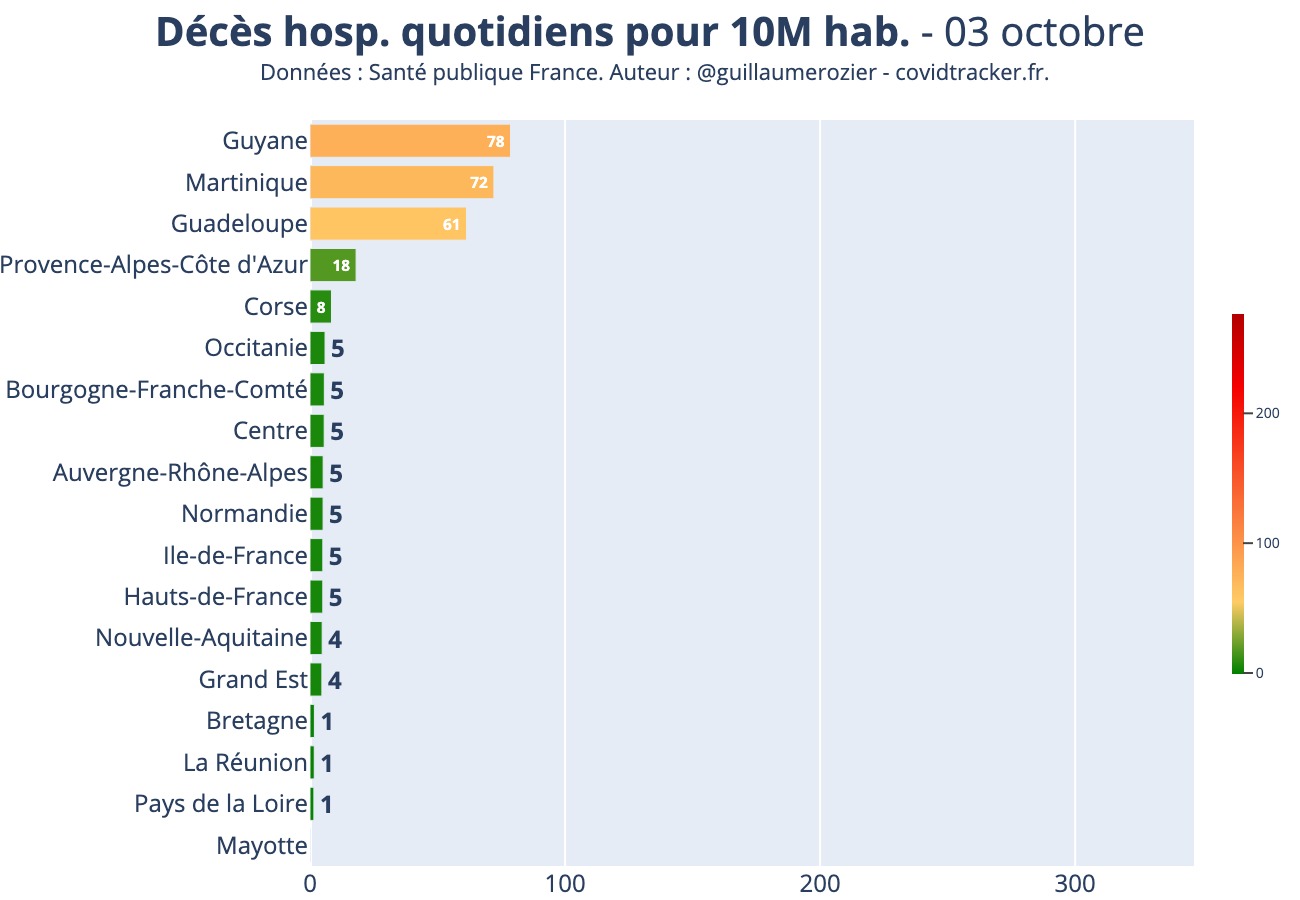 Décès hosp. quotidiens pour 10M hab. - 03 octobre
Données : Santé publique France. Auteur : @guillaumerozier - covidtracker.fr.
Guyane 78
Martinique 72
Guadeloupe 61
Provence-Alpes-Côte d'Azur 18
Corse 8
Occitanie 5
Bourgogne-Franche-Comté 5
Centre 5
Auvergne-Rhône-Alpes 5
Normandie 5
Ile-de-France 5
Hauts-de-France 5
Nouvelle-Aquitaine 4
Grand Est 4
Bretagne 1
La Réunion 1
Pays de la Loire 1
Mayotte
0 100 200 300
200
100
0